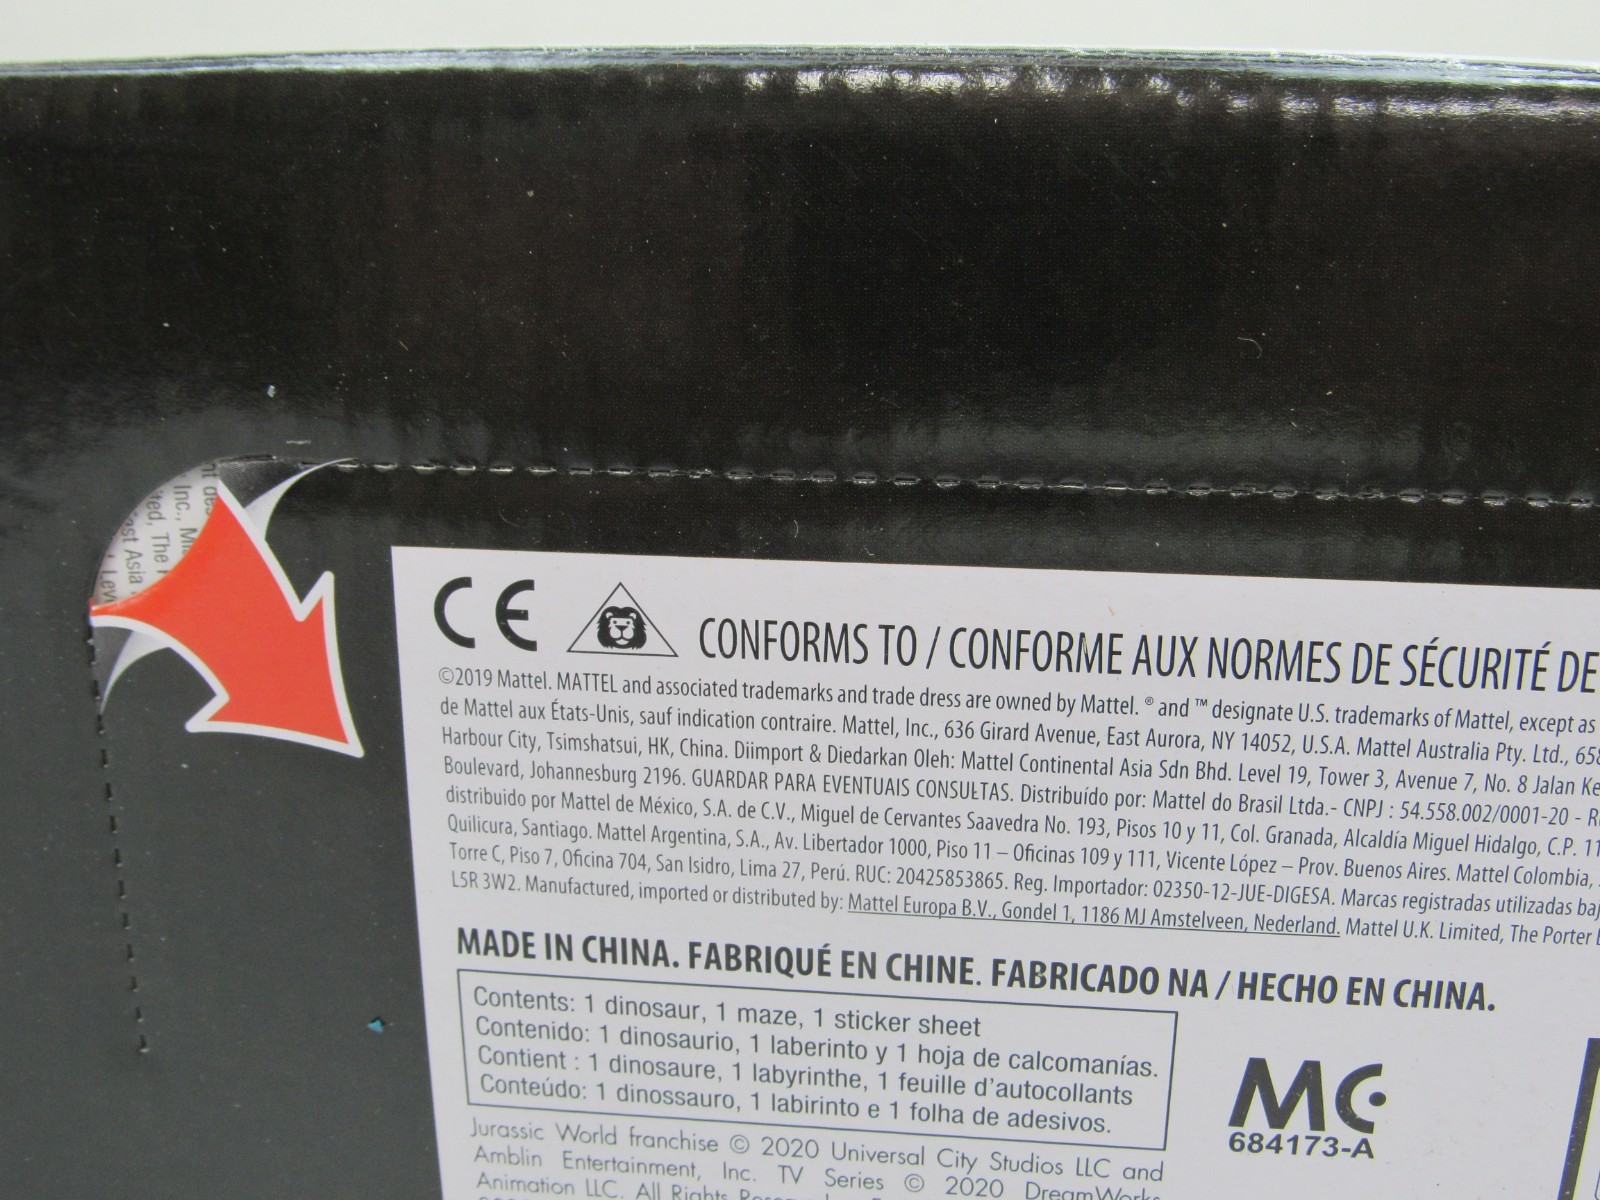 CE CONFORMS TO / CONFORME AUX NORMES DE SÉCURITÉ DE
©2019 Mattel. MATTEL and associated trademarks and trade dress are owned by Mattel. ® and ™ designate U.S. trademarks of Mattel, except as
de Mattel aux États-Unis, sauf indication contraire. Mattel, Inc., 636 Girard Avenue, East Aurora, NY 14052, U.S.A. Mattel Australia Pty. Ltd., 658
Harbour City, Tsimshatsui, HK, China. Diimport & Diedarkan Oleh: Mattel Continental Asia Sdn Bhd. Level 19, Tower 3, Avenue 7, No. 8 Jalan
Boulevard, Johannesburg 2196. GUARDAR PARA EVENTUAIS CONSULTAS. Distribuído por: Mattel do Brasil Ltda.- CNPJ : 54.558.002/0001-20 -
distribuido por Mattel de México, S.A. de C.V., Miguel de Cervantes Saavedra No. 193, Pisos 10 y 11, Col. Granada, Alcaldía Miguel Hidalgo, C.P. 11
Quilicura, Santiago. Mattel Argentina, S.A., Av. Libertador 1000, Piso 11 – Oficinas 109 y 111, Vicente López – Prov. Buenos Aires. Mattel Colombia,
Torre C, Piso 7, Oficina 704, San Isidro, Lima 27, Perú. RUC: 20425853865. Reg. Importador: 02350-12-JUE-DIGESA. Marcas registradas utilizadas
L5R 3W2. Manufactured, imported or distributed by: Mattel Europa B.V., Gondel 1, 1186 MJ Amstelveen, Nederland. Mattel U.K. Limited, The Porter
MADE IN CHINA. FABRIQUÉ EN CHINE. FABRICADO NA / HECHO EN CHINA.
Contents: 1 dinosaur, 1 maze, 1 sticker sheet
Contenido: 1 dinosaurio, 1 laberinto y 1 hoja de calcomanías.
Contient : 1 dinosaure, 1 labyrinthe, 1 feuille d'autocollants
Conteúdo: 1 dinossauro, 1 labirinto e 1 folha de adesivos.
MC
684173-A
Jurassic World franchise © 2020 Universal City Studios LLC and
Amblin Entertainment, Inc. TV Series © 2020 DreamWorks
Animation LLC. All Rights
Inc.,
The
Asia